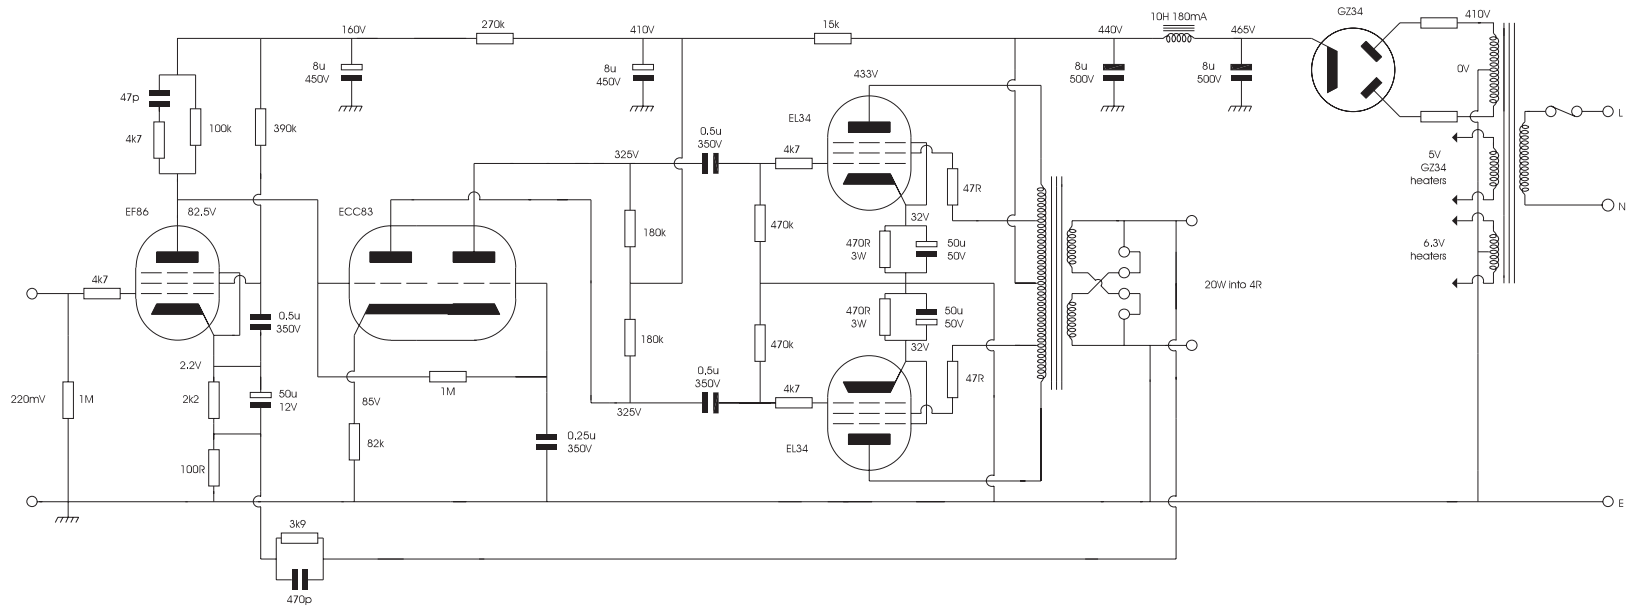 160V
270k
410V
15k
440V
10H 180mA
465V
GZ34
410V
8u
450V
8u
450V
8u
500V
8u
500V
0V
47p
4k7
100k
390k
433V
EL34
0,5u
350V
325V
4k7
L
5V
GZ34
heaters
47R
EF86
82.5V
ECC83
32V
180k
470k
470R
3W
50u
50V
N
6.3V
heaters
4k7
20W into 4R
0,5u
350V
470R
3W
50u
50V
180k
470k
32V
2.2V
0,5u
350V
47R
220mV
1M
2k2
50u
12V
1M
85V
4k7
325V
82k
0,25u
350V
EL34
100R
E
3k9
470p